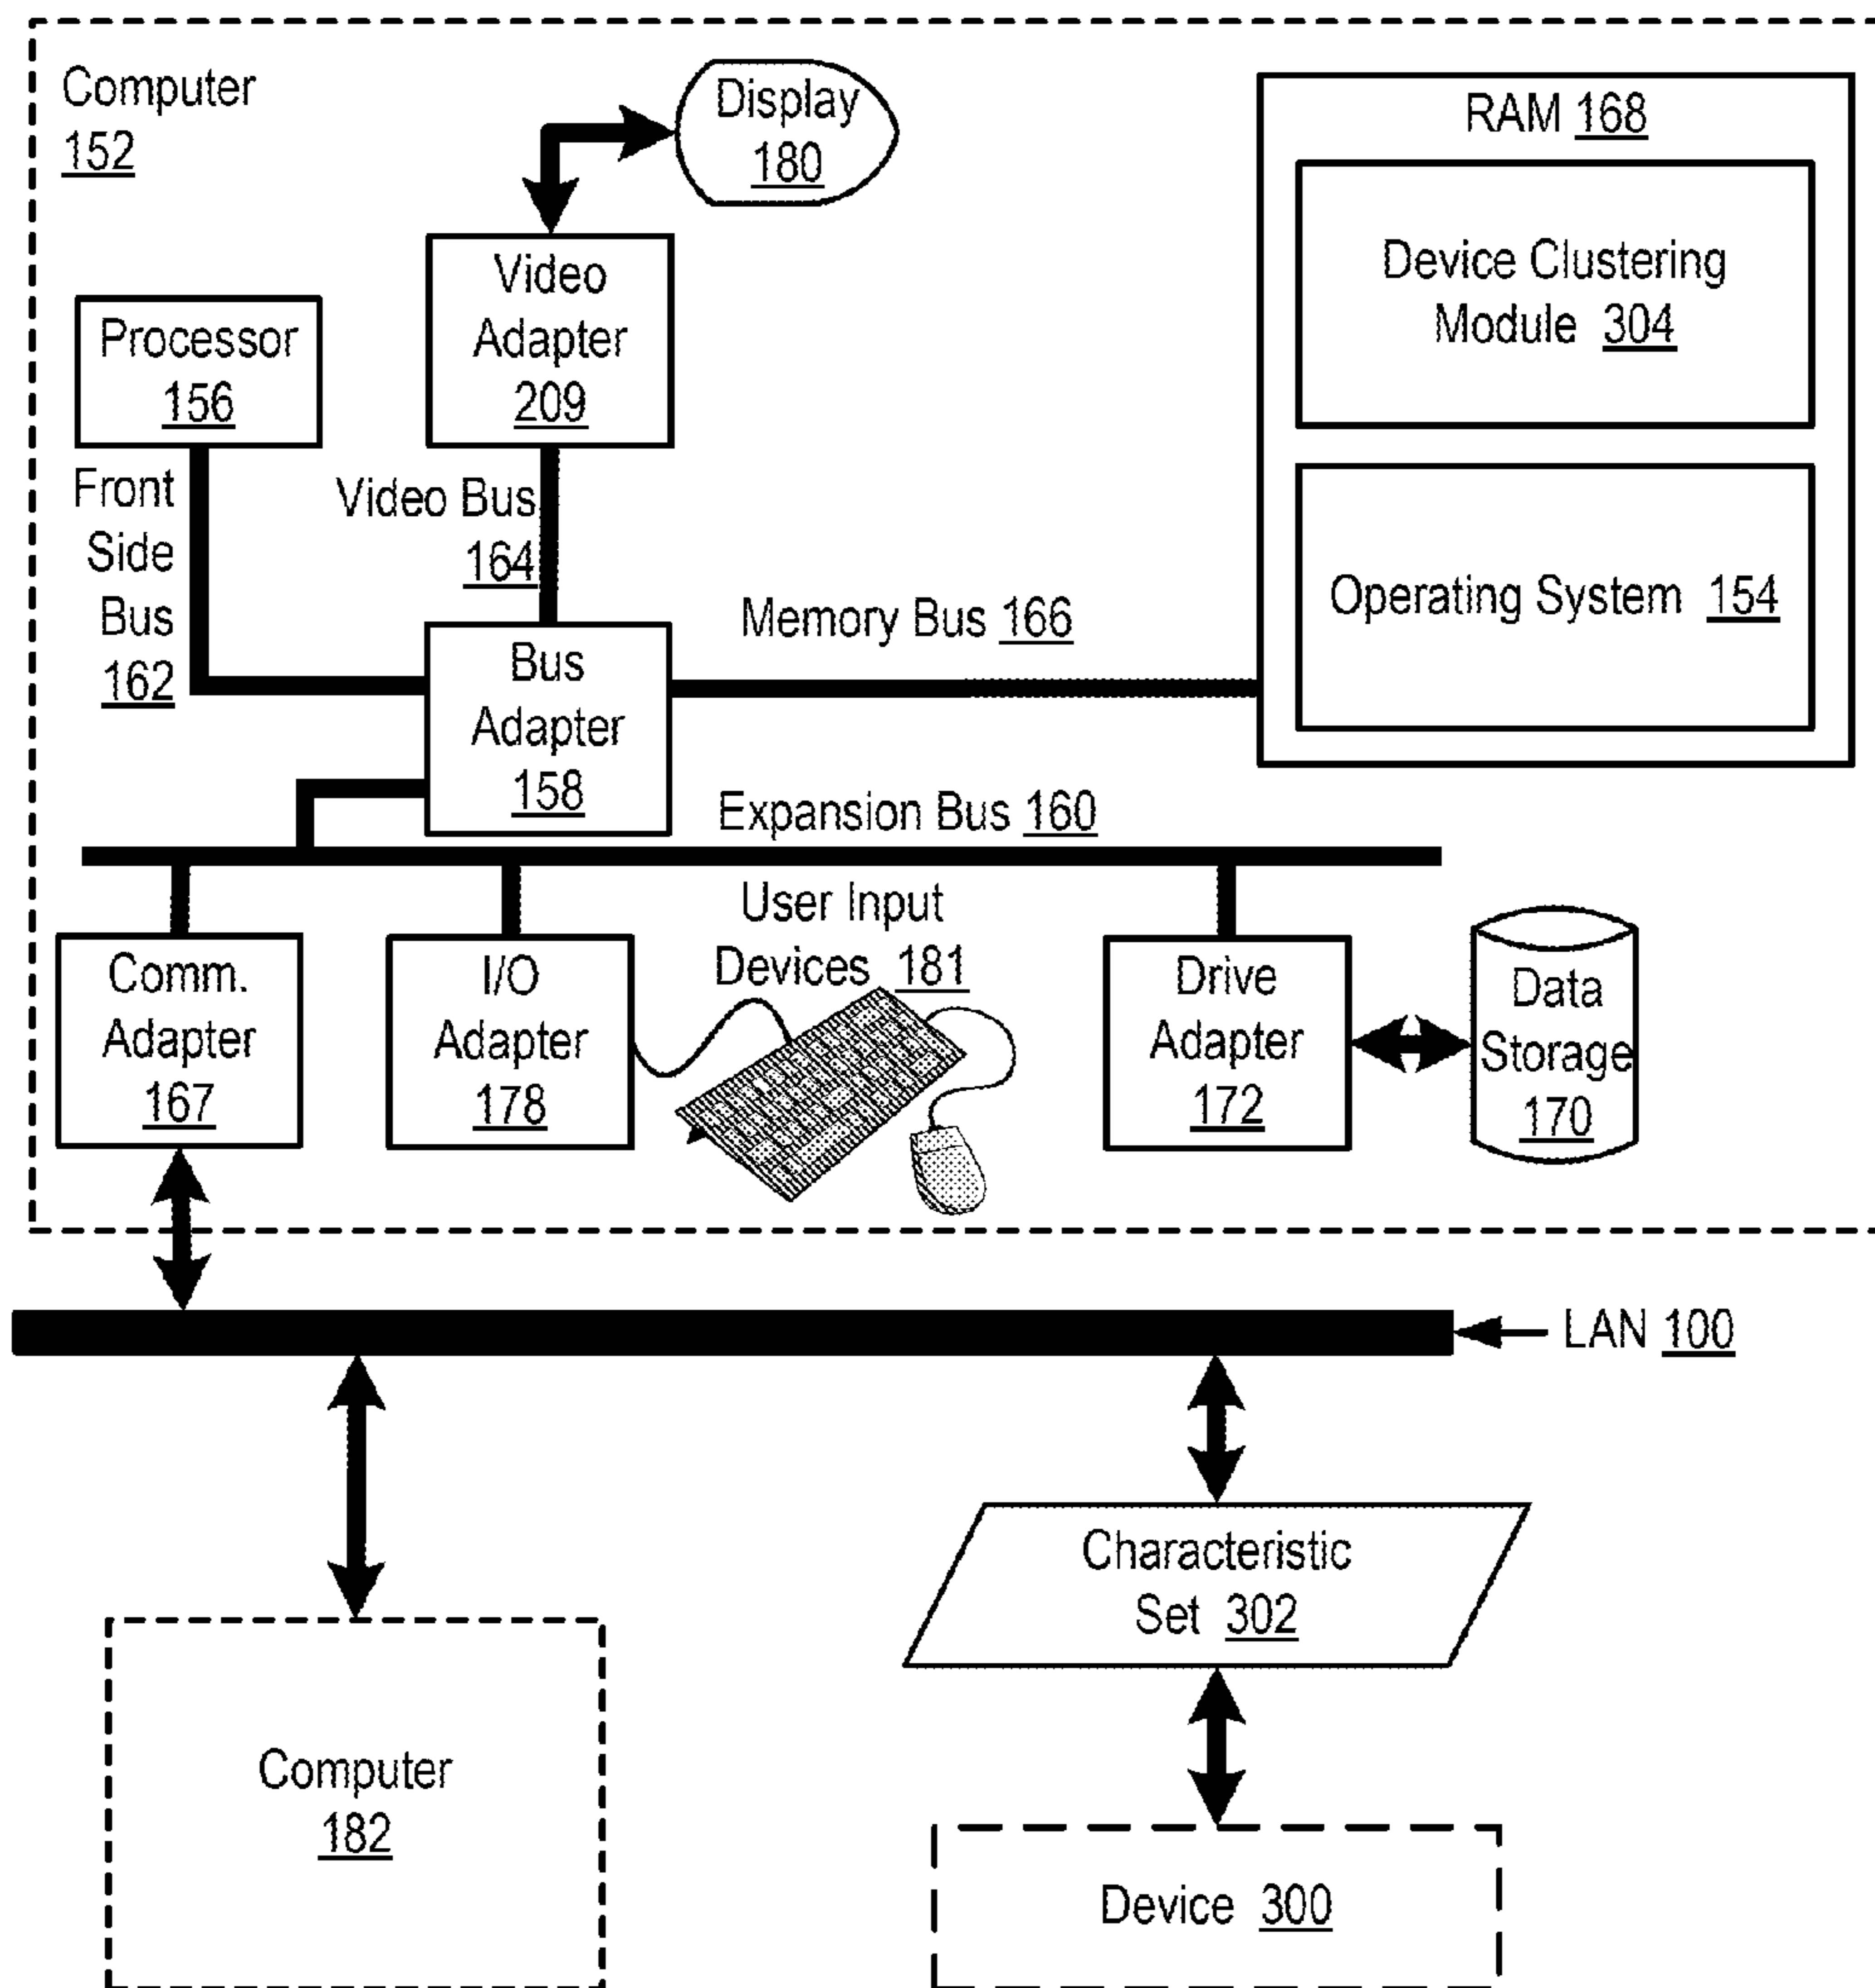 Computer
152
Display
180
RAM 168
Device Clustering
Module 304
Operating System 154
Video
Adapter
209
Processor
156
Front
Side
Bus
162
Video Bus
164
Memory Bus 166
Bus
Adapter
158
Expansion Bus 160
Comm.
Adapter
167
I/O
Adapter
178
User Input
Devices 181
Drive
Adapter
172
Data
Storage
170
LAN 100
Characteristic
Set 302
Computer
182
Device 300